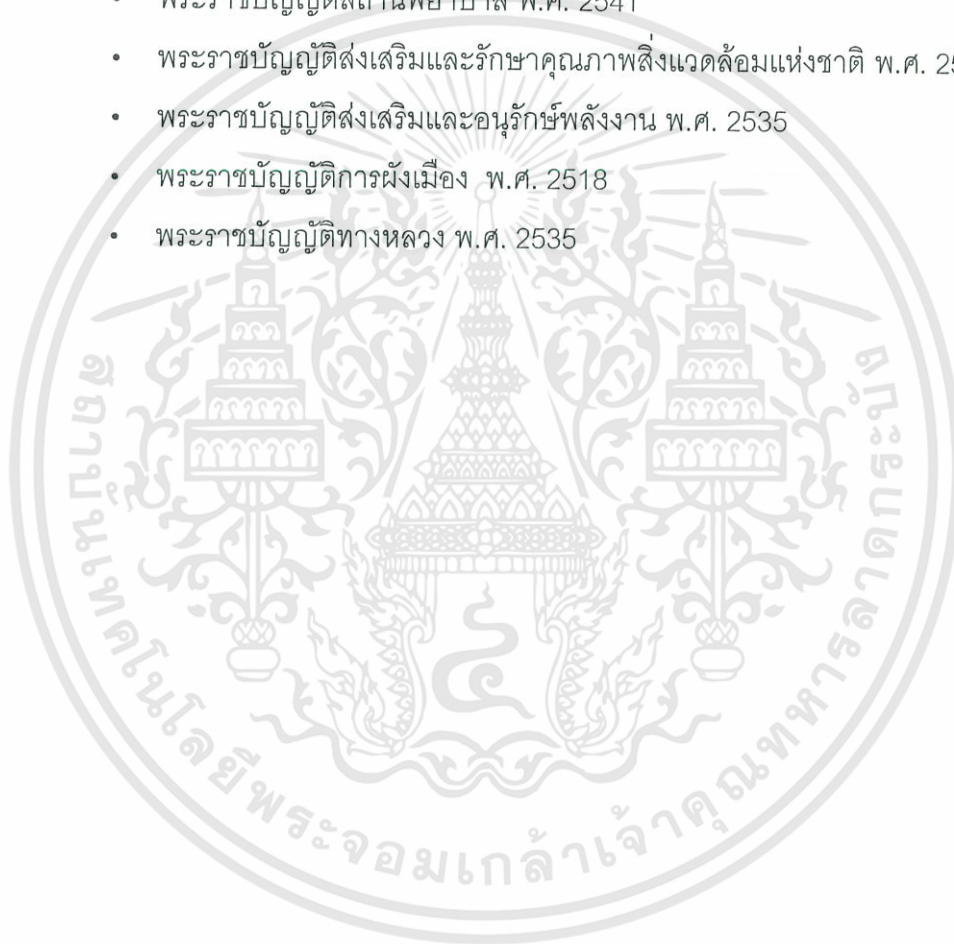 • พระราชบัญญัติสถานพยาบาล พ.ศ. 2541
• พระราชบัญญัติส่งเสริมและรักษาคุณภาพสิ่งแวดล้อมแห่งชาติ พ.ศ.
• พระราชบัญญัติส่งเสริมและอนุรักษ์พลังงาน พ.ศ. 2535
• พระราชบัญญัติการผังเมือง พ.ศ. 2518
• พระราชบัญญัติทางหลวง พ.ศ. 2535
สถาบันเทคโนโลยีพระจอมเกล้าเจ้าคุณทหารลาดกระบัง
๔